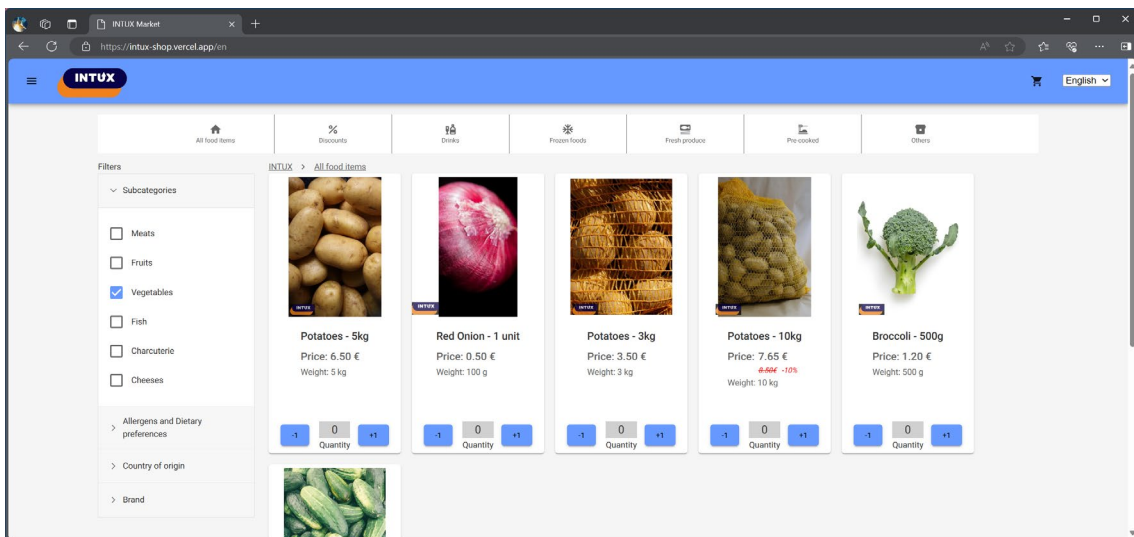 INTUX Market
https://intux-shop.vercel.app/en
INTUX
English
All food items
Discounts
Drinks
Frozen foods
Fresh produce
Pre-cooked
Others
Filters
INTUX > All food items
Subcategories
Meats
Fruits
Vegetables
Fish
Charcuterie
Cheeses
Allergens and Dietary
preferences
Country of origin
Brand
INTUX
Potatoes - 5kg
Price: 6.50 €
Weight: 5 kg
-1
0
+1
Quantity
INTUX
Red Onion - 1 unit
Price: 0.50 €
Weight: 100 g
-1
0
+1
Quantity
INTUX
Potatoes - 3kg
Price: 3.50 €
Weight: 3 kg
-1
0
+1
Quantity
INTUX
Potatoes - 10kg
Price: 7.65 €
8.50€ -10%
Weight: 10 kg
-1
0
+1
Quantity
INTUX
Broccoli - 500g
Price: 1.20 €
Weight: 500 g
-1
0
+1
Quantity